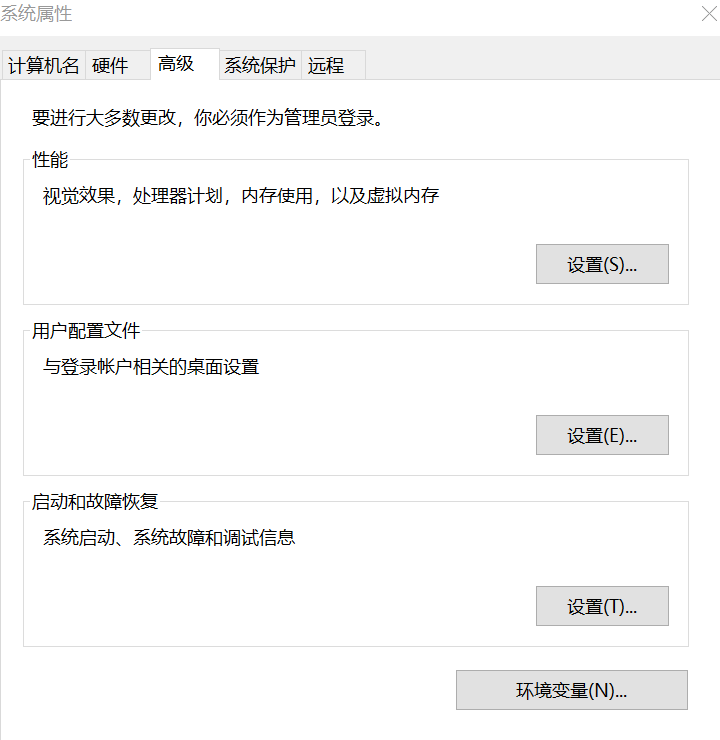 系统属性
计算机名 硬件 高级 系统保护 远程
要进行大多数更改，你必须作为管理员登录。
性能
视觉效果，处理器计划，内存使用，以及虚拟内存
设置(S)...
用户配置文件
与登录帐户相关的桌面设置
设置(E)...
启动和故障恢复
系统启动、系统故障和调试信息
设置(T)...
环境变量(N)...